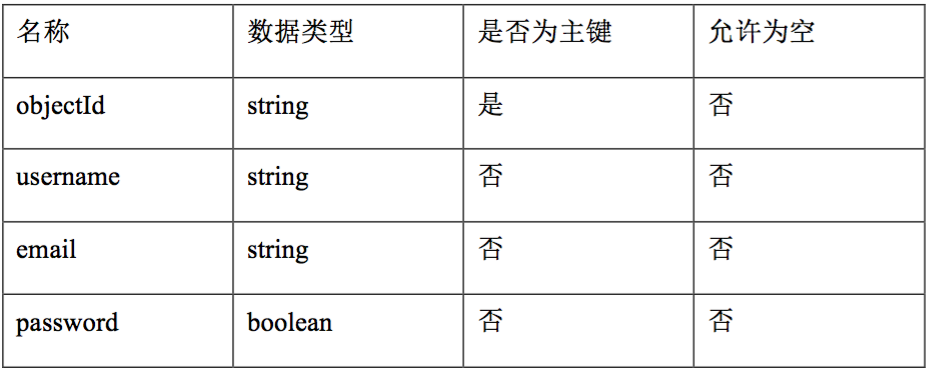 名称 数据类型 是否为主键 允许为空
objectId string 是 否
username string 否 否
email string 否 否
password boolean 否 否